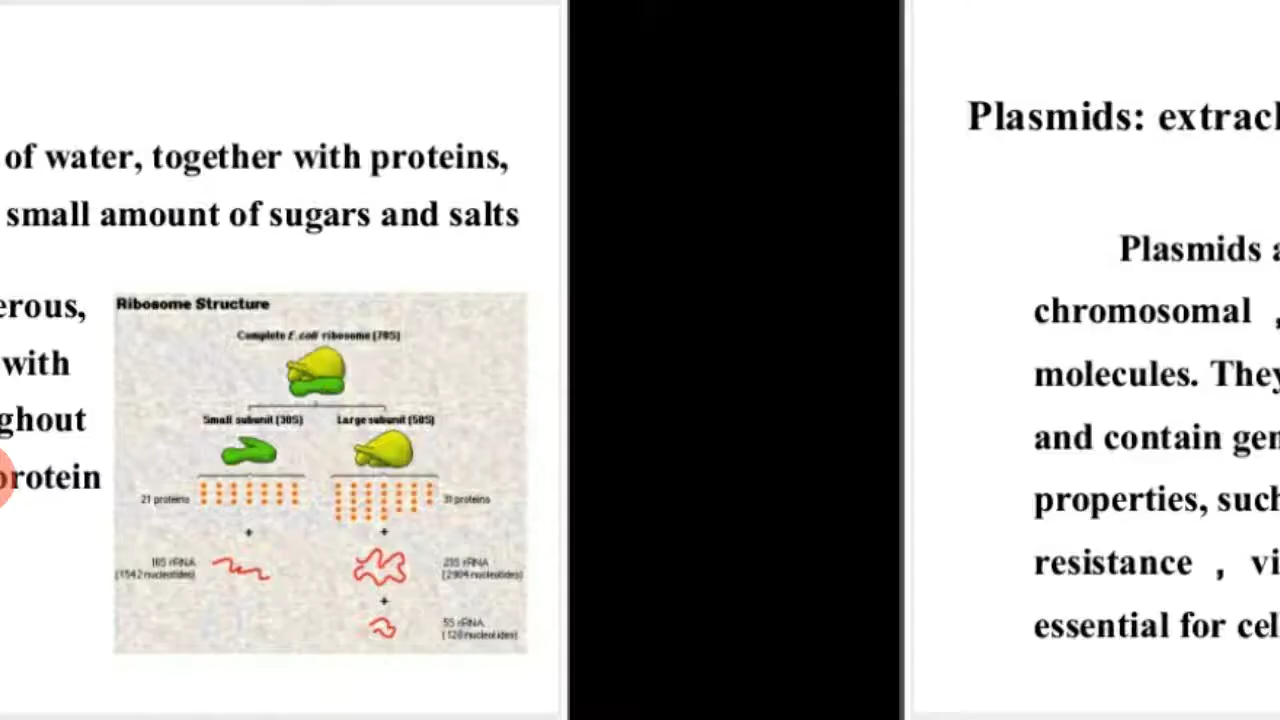 of water, together with proteins,
small amount of sugars and salts
erous,
with
ghout
protein
Ribosome Structure
Complete E. coli ribosome (70S)
Small subunit (30S)
Large subunit (50S)
21 proteins
31 proteins
+
+
16S rRNA
(1542 nucleotides)
23S rRNA
(2904 nucleotides)
+
5S rRNA
(120 nucleotides)
Plasmids: extrac
Plasmids a
chromosomal ,
molecules. They
and contain gen
properties, such
resistance , vi
essential for cel